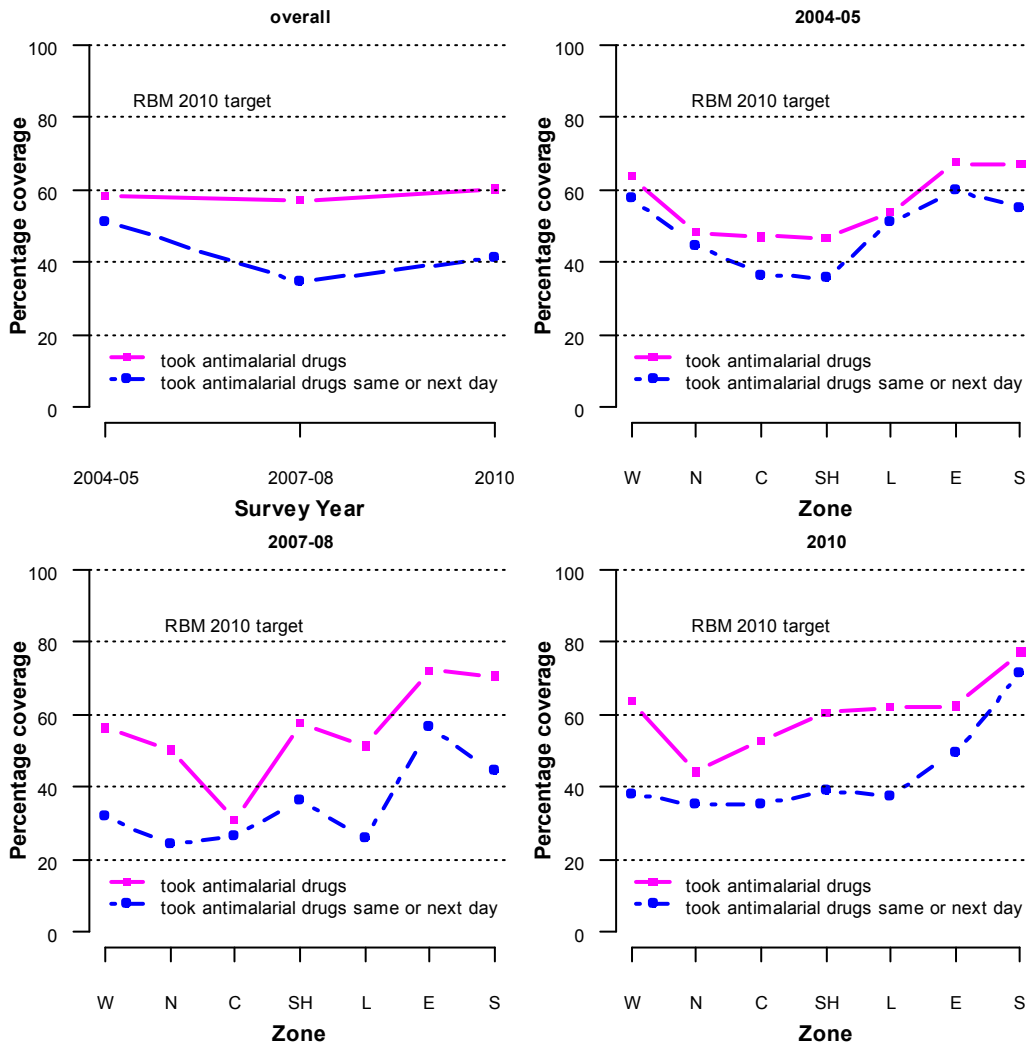 overall
100
80
60
40
20
0
Percentage coverage
RBM 2010 target
took antimalarial drugs
took antimalarial drugs same or next day
2004-05 2007-08 2010
Survey Year
2004-05
100
80
60
40
20
0
Percentage coverage
RBM 2010 target
took antimalarial drugs
took antimalarial drugs same or next day
W N C SH L E S
Zone
2007-08
100
80
60
40
20
0
Percentage coverage
RBM 2010 target
took antimalarial drugs
took antimalarial drugs same or next day
W N C SH L E S
Zone
2010
100
80
60
40
20
0
Percentage coverage
RBM 2010 target
took antimalarial drugs
took antimalarial drugs same or next day
W N C SH L E S
Zone